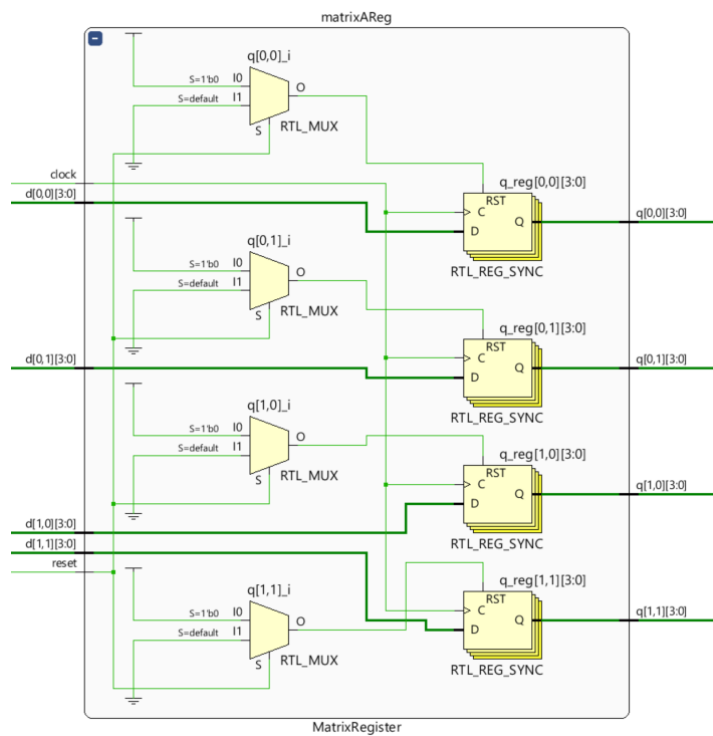 matrixAReg
q[0,0]_i
S=1'b0 I0
S=default I1
O
S
RTL_MUX
clock
d[0,0][3:0]
q_reg[0,0][3:0]
RST
C
Q
D
RTL_REG_SYNC
q[0,0][3:0]
q[0,1]_i
S=1'b0 I0
S=default I1
O
S
RTL_MUX
q_reg[0,1][3:0]
RST
C
Q
D
RTL_REG_SYNC
d[0,1][3:0]
q[0,1][3:0]
q[1,0]_i
S=1'b0 I0
S=default I1
O
S
RTL_MUX
q_reg[1,0][3:0]
RST
C
Q
D
RTL_REG_SYNC
q[1,0][3:0]
d[1,0][3:0]
d[1,1][3:0]
reset
q[1,1]_i
S=1'b0 I0
S=default I1
O
S
RTL_MUX
q_reg[1,1][3:0]
RST
C
Q
D
RTL_REG_SYNC
q[1,1][3:0]
MatrixRegister